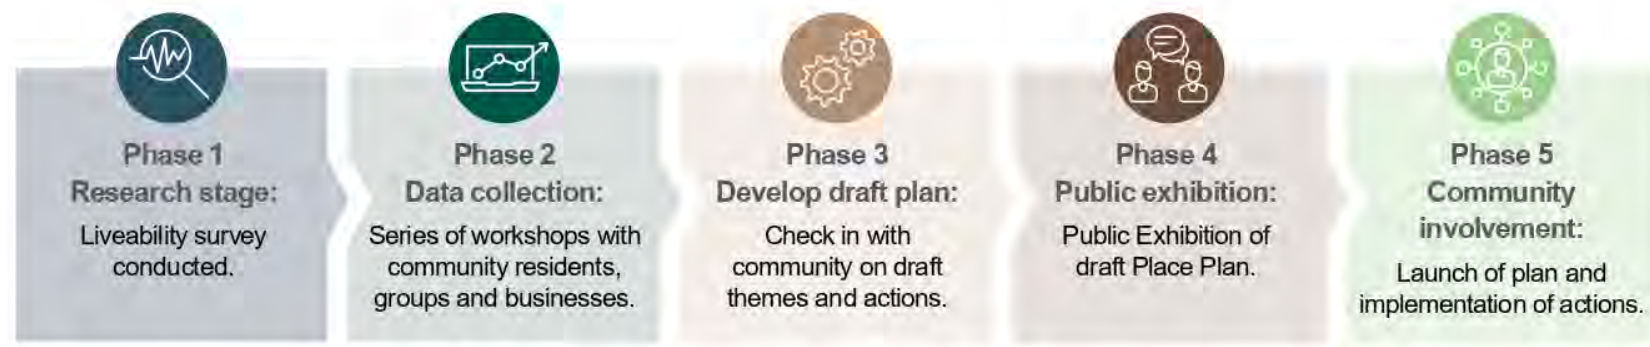 Phase 1
Research stage:
Liveability survey
conducted.
Phase 2
Data collection:
Series of workshops with
community residents,
groups and businesses.
Phase 3
Develop draft plan:
Check in with
community on draft
themes and actions.
Phase 4
Public exhibition:
Public Exhibition of
draft Place Plan.
Phase 5
Community
involvement:
Launch of plan and
implementation of actions.